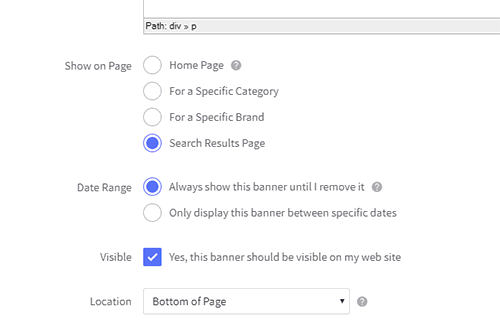 Path: div » p
Show on Page
Home Page ?
For a Specific Category
For a Specific Brand
Search Results Page
Date Range
Always show this banner until I remove it ?
Only display this banner between specific dates
Visible
Yes, this banner should be visible on my web site
Location
Bottom of Page ?